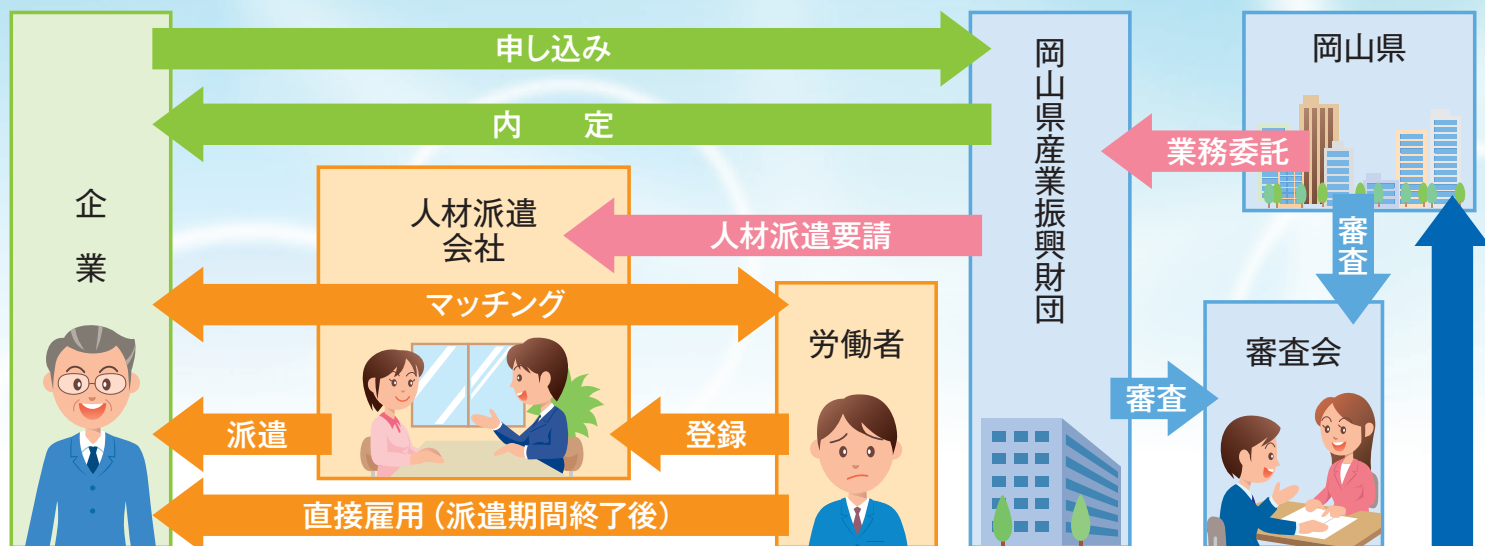 申し込み
内　定
企業
人材派遣
会社
人材派遣要請
マッチング
労働者
派遣
登録
直接雇用（派遣期間終了後）
岡山県産業振興財団
岡山県
業務委託
審査
審査会
審査